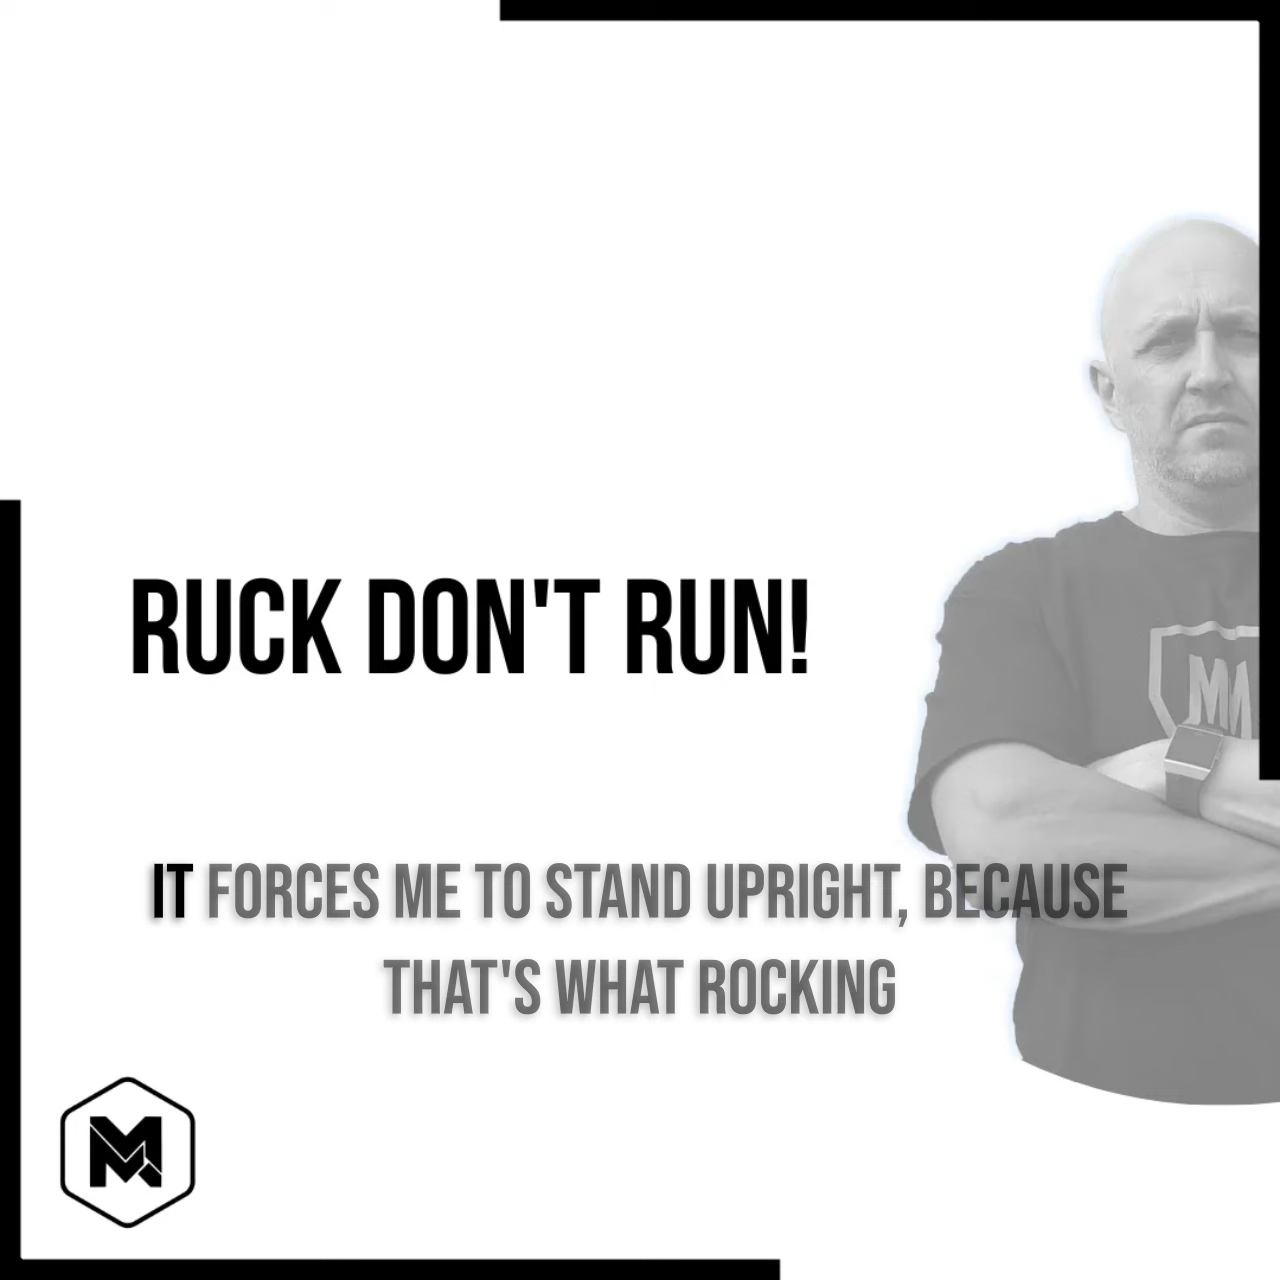 RUCK DON'T RUN!
IT FORCES ME TO STAND UPRIGHT, BECAUSE
THAT'S WHAT ROCKING